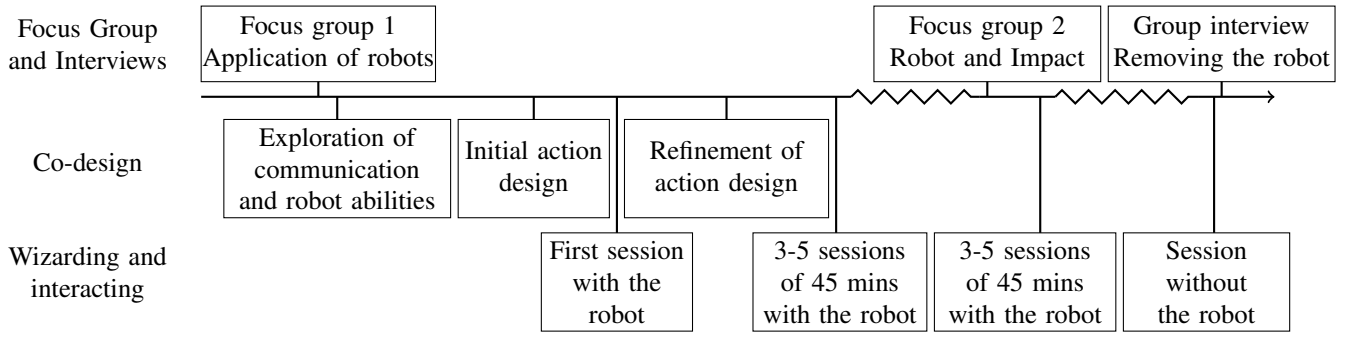 Focus Group
and Interviews
Focus group 1
Application of robots
Focus group 2
Robot and Impact
Group interview
Removing the robot
Co-design
Exploration of
communication
and robot abilities
Initial action
design
Refinement of
action design
Wizarding and
interacting
First session
with the
robot
3-5 sessions
of 45 mins
with the robot
3-5 sessions
of 45 mins
with the robot
Session
without
the robot